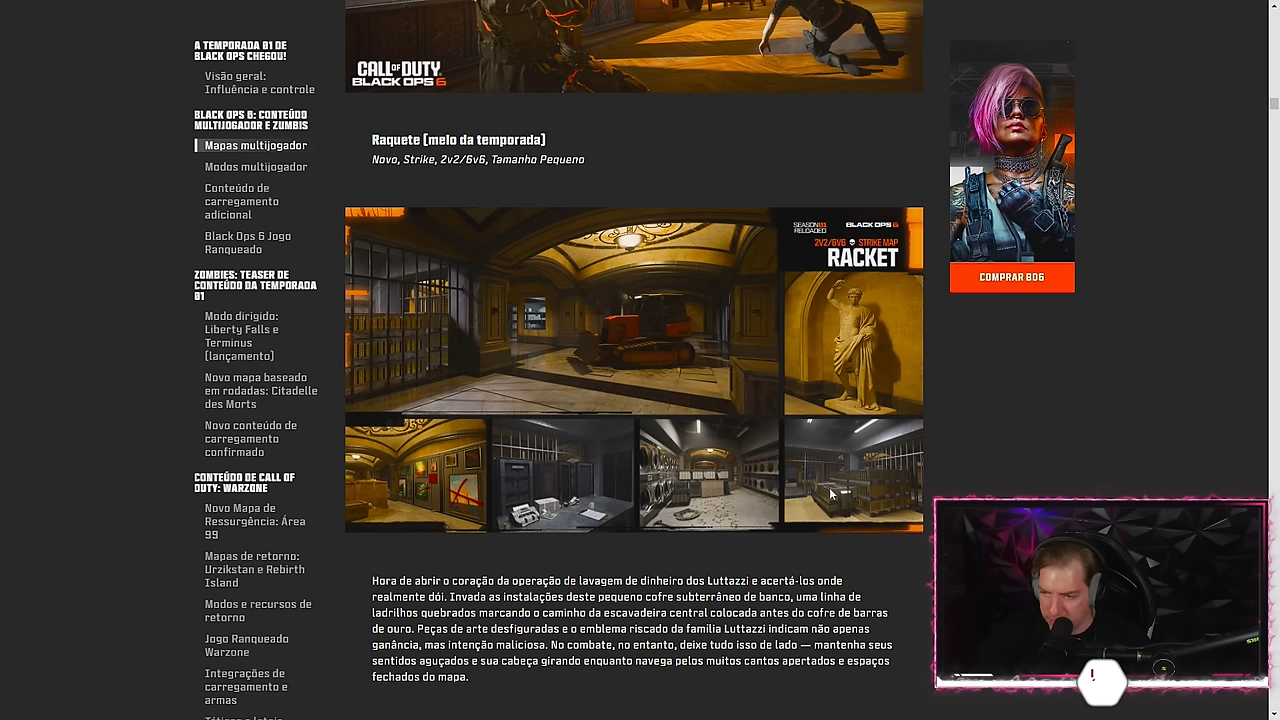 A TEMPORADA 01 DE
BLACK OPS CHEGOU!
Visão geral:
Influência e controle
BLACK OPS 6: CONTEÚDO
MULTIJOGADOR E ZUMBIS
Mapas multijogador
Modos multijogador
Conteúdo de
carregamento
adicional
Black Ops 6 Jogo
Ranqueado
ZOMBIES: TEASER DE
CONTEÚDO DA TEMPORADA
01
Modo dirigido:
Liberty Falls e
Terminus
(lançamento)
Novo mapa baseado
em rodadas: Citadelle
des Morts
Novo conteúdo de
carregamento
confirmado
CONTEÚDO DE CALL OF
DUTY: WARZONE
Novo Mapa de
Ressurgência: Área
99
Mapas de retorno:
Urzikstan e Rebirth
Island
Modos e recursos de
retorno
Jogo Ranqueado
Warzone
Integrações de
carregamento e
armas
CALL OF DUTY
BLACK OPS 6
Raquete (meio da temporada)
Novo, Strike, 2v2/6v6, Tamanho Pequeno
SEASON 01
RELOADED
BLACK OPS 6
2V2/6V6 STRIKE MAP
RACKET
Hora de abrir o coração da operação de lavagem de dinheiro dos Luttazzi e acertá-los onde
realmente dói. Invada as instalações deste pequeno cofre subterrâneo de banco, uma linha de
ladrilhos quebrados marcando o caminho da escavadeira central colocada antes do cofre de barras
de ouro. Peças de arte desfiguradas e o emblema riscado da família Luttazzi indicam não apenas
ganância, mas intenção maliciosa. No combate, no entanto, deixe tudo isso de lado — mantenha seus
sentidos aguçados e sua cabeça girando enquanto navega pelos muitos cantos apertados e espaços
fechados do mapa.
COMPRAR BO6